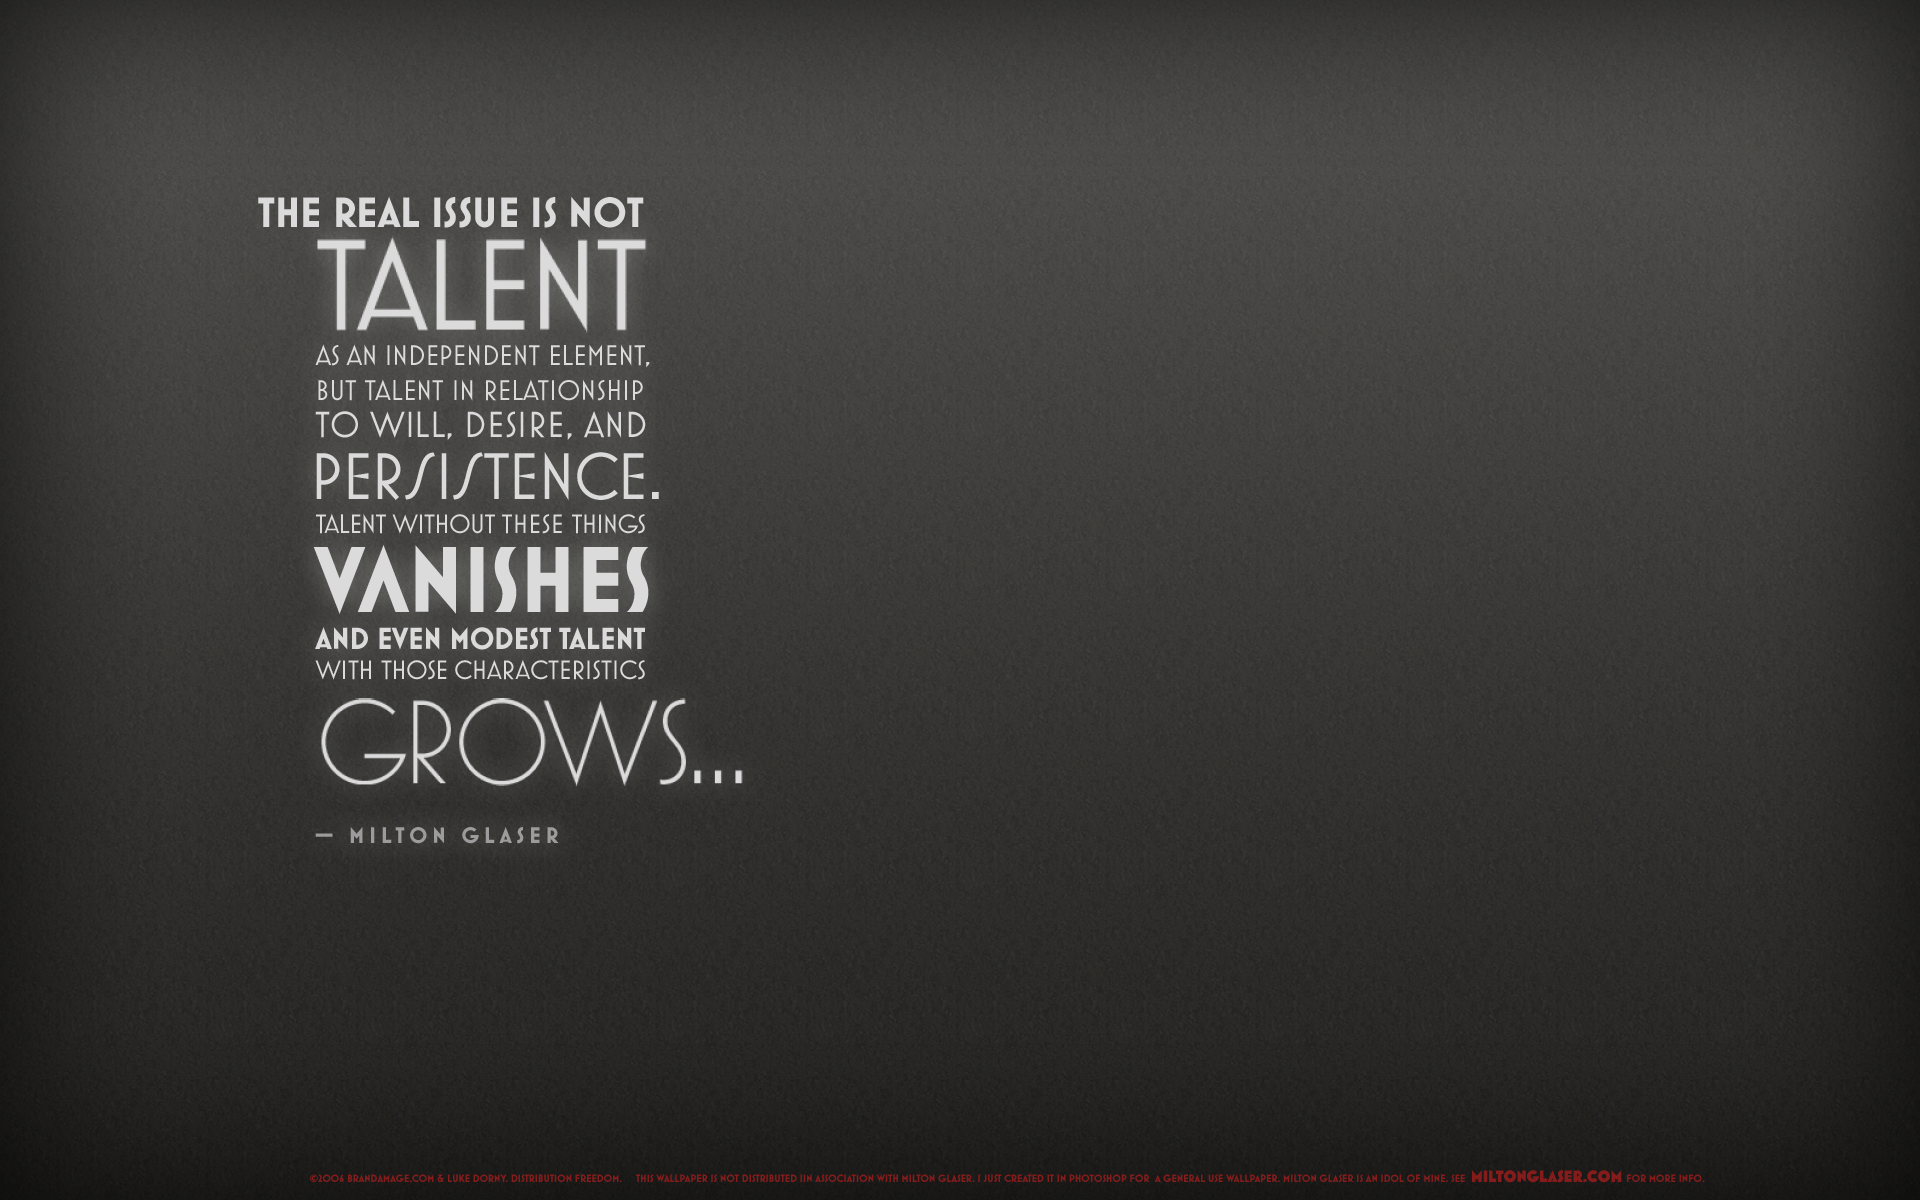 THE REAL ISSUE IS NOT
TALENT
AS AN INDEPENDENT ELEMENT,
BUT TALENT IN RELATIONSHIP
TO WILL, DESIRE, AND
PERSISTENCE.
TALENT WITHOUT THESE THINGS
VANISHES
AND EVEN MODEST TALENT
WITH THOSE CHARACTERISTICS
GROWS...
— MILTON GLASER
©2006 BRANDAMAGE.COM & LUKE DORNY. DISTRIBUTION FREEDOM. THIS WALLPAPER IS NOT DISTRIBUTED IIN ASSOCIATION WITH MILTON GLASER. I JUST CREATED IT IN PHOTOSHOP FOR A GENERAL USE WALLPAPER. MILTON GLASER IS AN IDOL OF MINE. SEE MILTONGLASER.COM FOR MORE INFO.